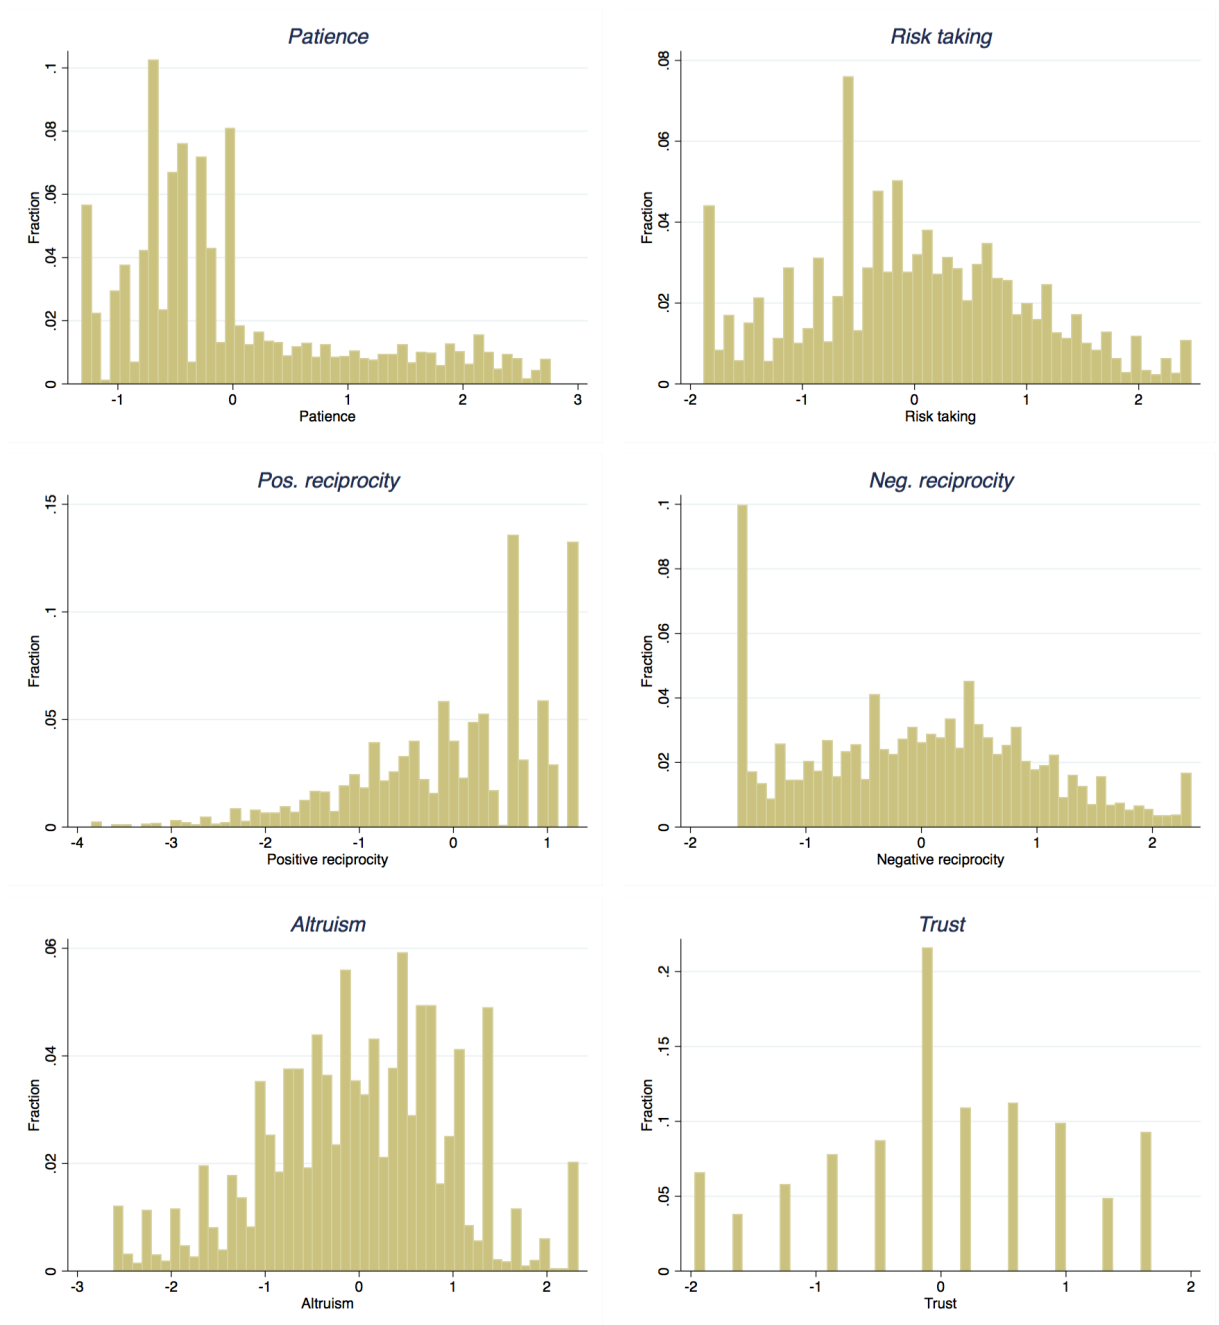 Patience
.1
.08
.06
.04
.02
0
Fraction
-1 0 1 2 3
Patience
Risk taking
.08
.06
.04
.02
0
Fraction
-2 -1 0 1 2
Risk taking
Pos. reciprocity
.15
.1
.05
0
Fraction
-4 -3 -2 -1 0 1
Positive reciprocity
Neg. reciprocity
.1
.08
.06
.04
.02
0
Fraction
-2 -1 0 1 2
Negative reciprocity
Altruism
.06
.04
.02
0
Fraction
-3 -2 -1 0 1 2
Altruism
Trust
.2
.15
.1
.05
0
Fraction
-2 -1 0 1 2
Trust